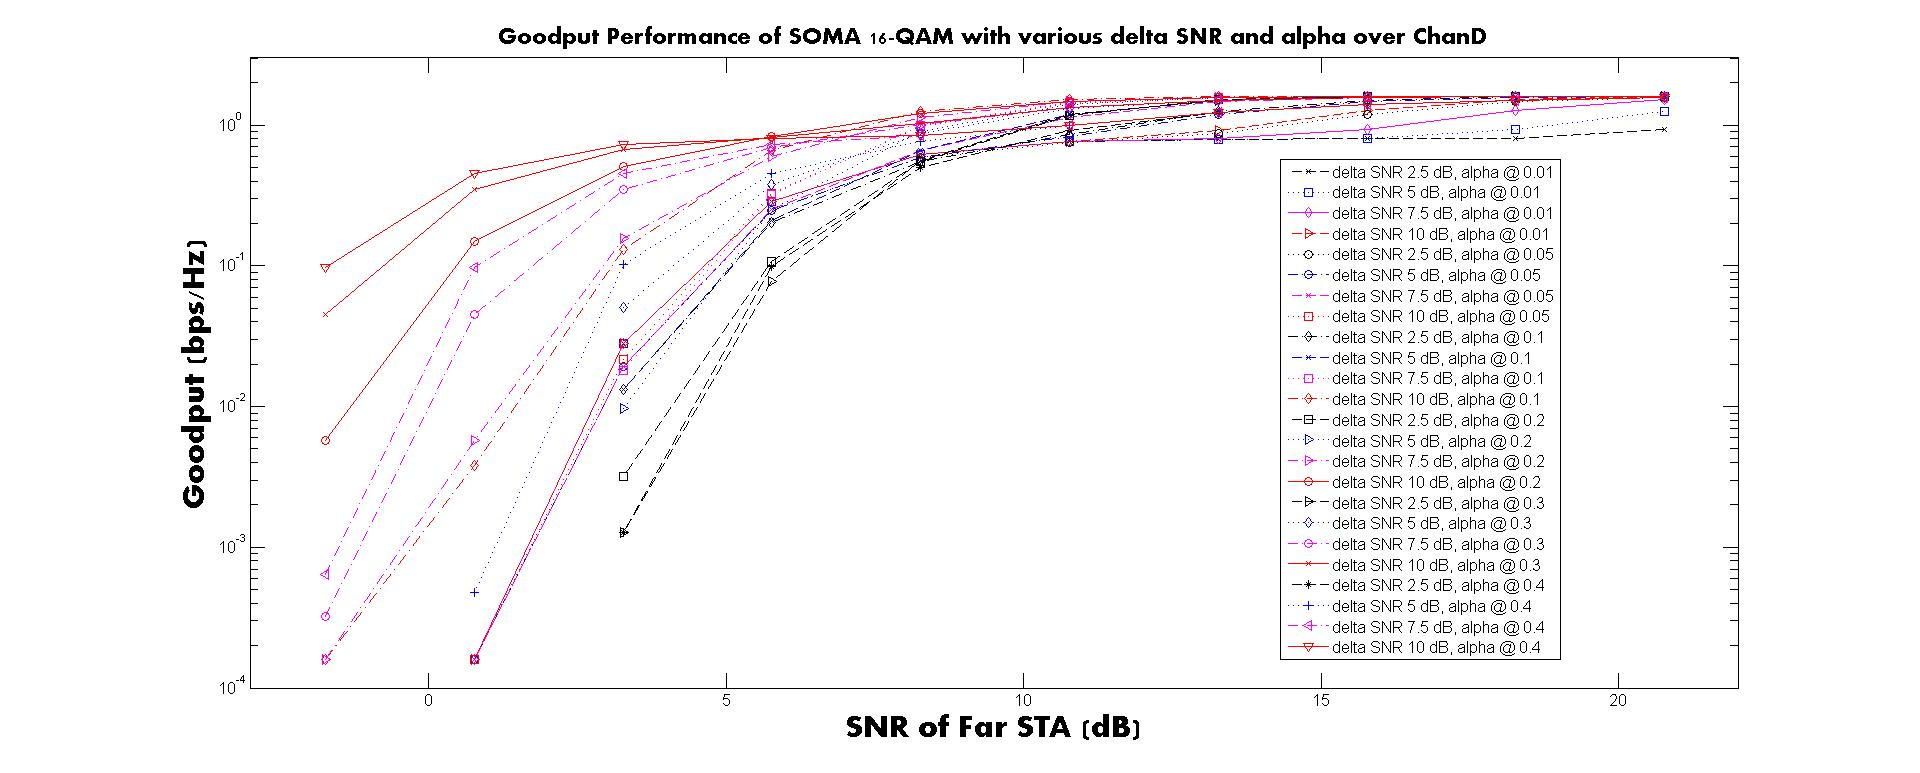 Goodput Performance of SOMA 16-QAM with various delta SNR and alpha over ChanD
Goodput (bps/Hz)
10^0
10^-1
10^-2
10^-3
10^-4
0 5 10 15 20
SNR of Far STA (dB)
delta SNR 2.5 dB, alpha @ 0.01
delta SNR 5 dB, alpha @ 0.01
delta SNR 7.5 dB, alpha @ 0.01
delta SNR 10 dB, alpha @ 0.01
delta SNR 2.5 dB, alpha @ 0.05
delta SNR 5 dB, alpha @ 0.05
delta SNR 7.5 dB, alpha @ 0.05
delta SNR 10 dB, alpha @ 0.05
delta SNR 2.5 dB, alpha @ 0.1
delta SNR 5 dB, alpha @ 0.1
delta SNR 7.5 dB, alpha @ 0.1
delta SNR 10 dB, alpha @ 0.1
delta SNR 2.5 dB, alpha @ 0.2
delta SNR 5 dB, alpha @ 0.2
delta SNR 7.5 dB, alpha @ 0.2
delta SNR 10 dB, alpha @ 0.2
delta SNR 2.5 dB, alpha @ 0.3
delta SNR 5 dB, alpha @ 0.3
delta SNR 7.5 dB, alpha @ 0.3
delta SNR 10 dB, alpha @ 0.3
delta SNR 2.5 dB, alpha @ 0.4
delta SNR 5 dB, alpha @ 0.4
delta SNR 7.5 dB, alpha @ 0.4
delta SNR 10 dB, alpha @ 0.4